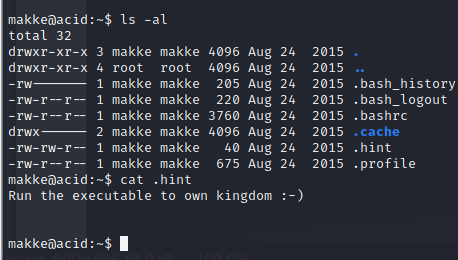 makke@acid:~$ ls -al
total 32
drwxr-xr-x 3 makke makke 4096 Aug 24  2015 .
drwxr-xr-x 4 root  root  4096 Aug 24  2015 ..
-rw------- 1 makke makke  205 Aug 24  2015 .bash_history
-rw-r--r-- 1 makke makke  220 Aug 24  2015 .bash_logout
-rw-r--r-- 1 makke makke 3760 Aug 24  2015 .bashrc
drwx------ 2 makke makke 4096 Aug 24  2015 .cache
-rw-rw-r-- 1 makke makke   40 Aug 24  2015 .hint
-rw-r--r-- 1 makke makke  675 Aug 24  2015 .profile
makke@acid:~$ cat .hint
Run the executable to own kingdom :-)
makke@acid:~$